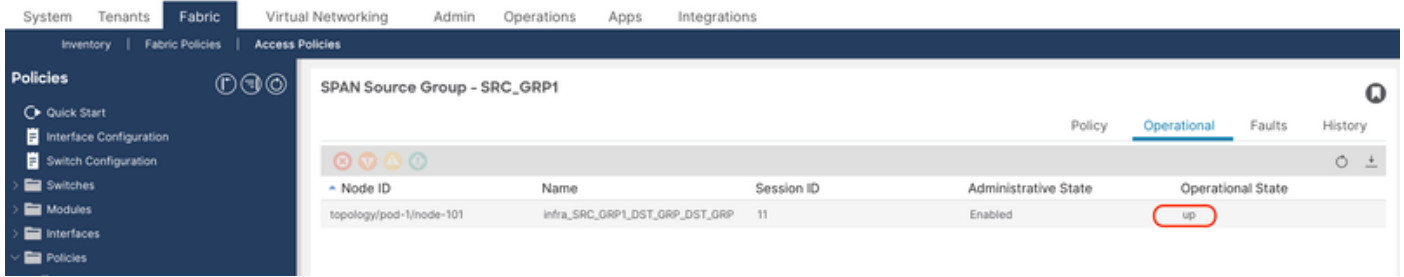 System Tenants Fabric Virtual Networking Admin Operations Apps Integrations
Inventory | Fabric Policies | Access Policies
Policies
Quick Start
Interface Configuration
Switch Configuration
Switches
Modules
Interfaces
Policies
SPAN Source Group - SRC_GRP1
Policy Operational Faults History
Node ID Name Session ID Administrative State Operational State
topology/pod-1/node-101 infra_SRC_GRP1_DST_GRP_DST_GRP 11 Enabled up